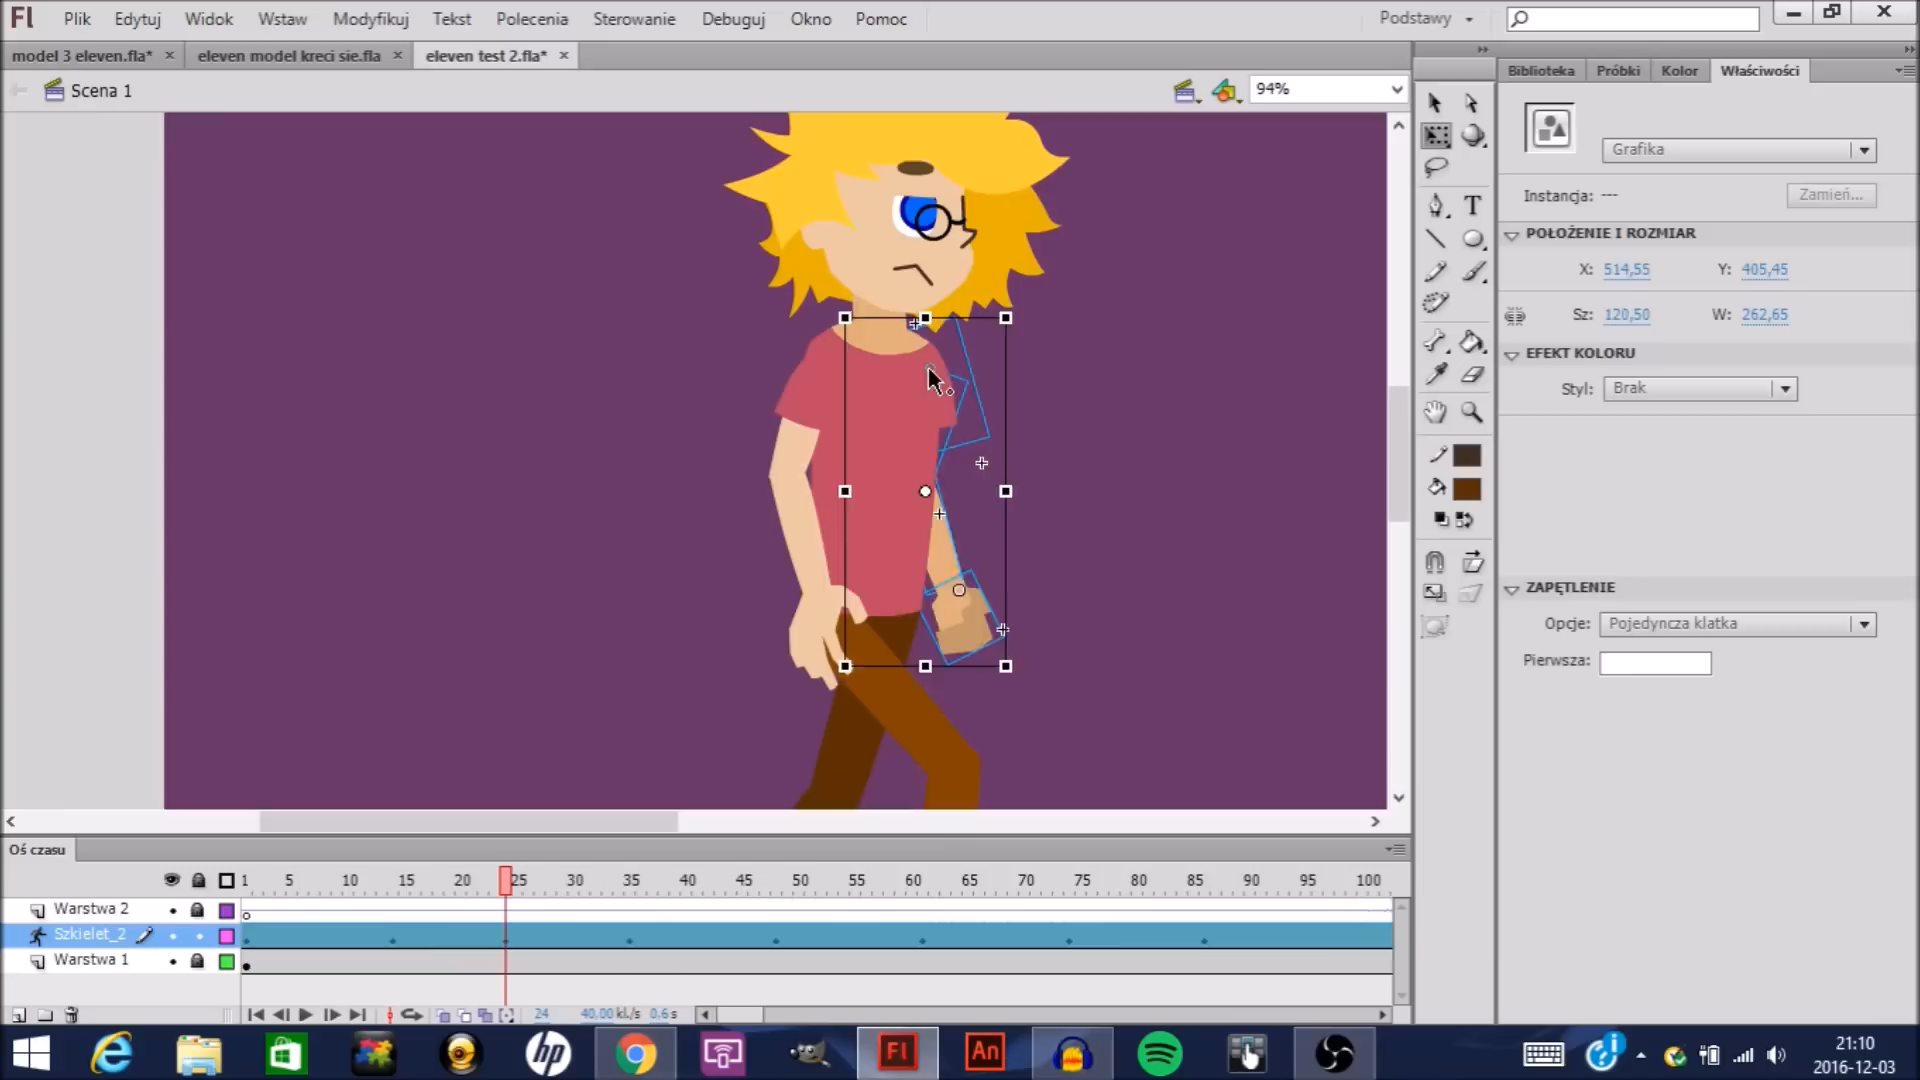 Fl Plik Edytuj Widok Wstaw Modyfikuj Tekst Polecenia Sterowanie Debuguj Okno Pomoc Podstawy
model 3 eleven.fla* × eleven model kreci sie.fla × eleven test 2.fla* ×
Scena 1 94%
Biblioteka Próbki Kolor Właściwości
Grafika
Instancja: --- Zamień...
POŁOŻENIE I ROZMIAR
X: 514,55 Y: 405,45
Sz: 120,50 W: 262,65
EFEKT KOLORU
Styl: Brak
ZAPĘTLENIE
Opcje: Pojedyncza klatka
Pierwsza:
T
Oś czasu
1 5 10 15 20 25 30 35 40 45 50 55 60 65 70 75 80 85 90 95 100
Warstwa 2
Szkielet_2
Warstwa 1
24 40,00 kl./s 0,6 s
hp Fl An
21:10
2016-12-03